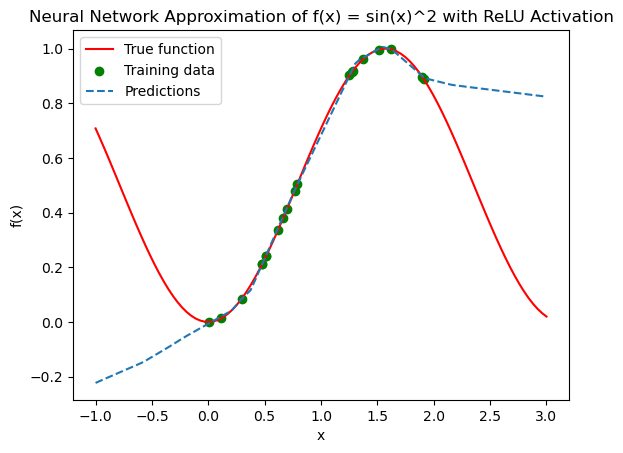 Neural Network Approximation of f(x) = sin(x)^2 with ReLU Activation
True function
Training data
Predictions
f(x)
1.0
0.8
0.6
0.4
0.2
0.0
−0.2
−1.0 −0.5 0.0 0.5 1.0 1.5 2.0 2.5 3.0
x